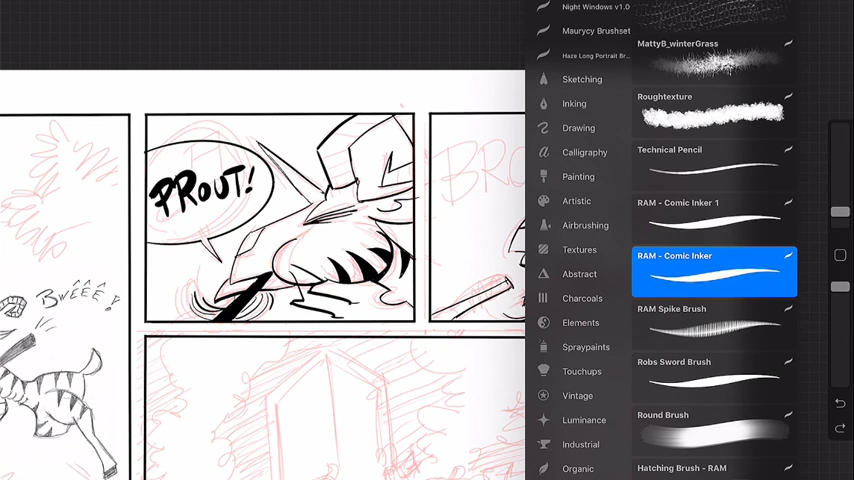 Night Windows v1.0
Maurycy Brushset
Haze Long Portrait Br...
Sketching
Inking
Drawing
Calligraphy
Painting
Artistic
Airbrushing
Textures
Abstract
Charcoals
Elements
Spraypaints
Touchups
Vintage
Luminance
Industrial
Organic
MattyB_winterGrass
Roughtexture
Technical Pencil
RAM - Comic Inker 1
RAM - Comic Inker
RAM Spike Brush
Robs Sword Brush
Round Brush
Hatching Brush - RAM
PROUT!
BWÊÊÊ!